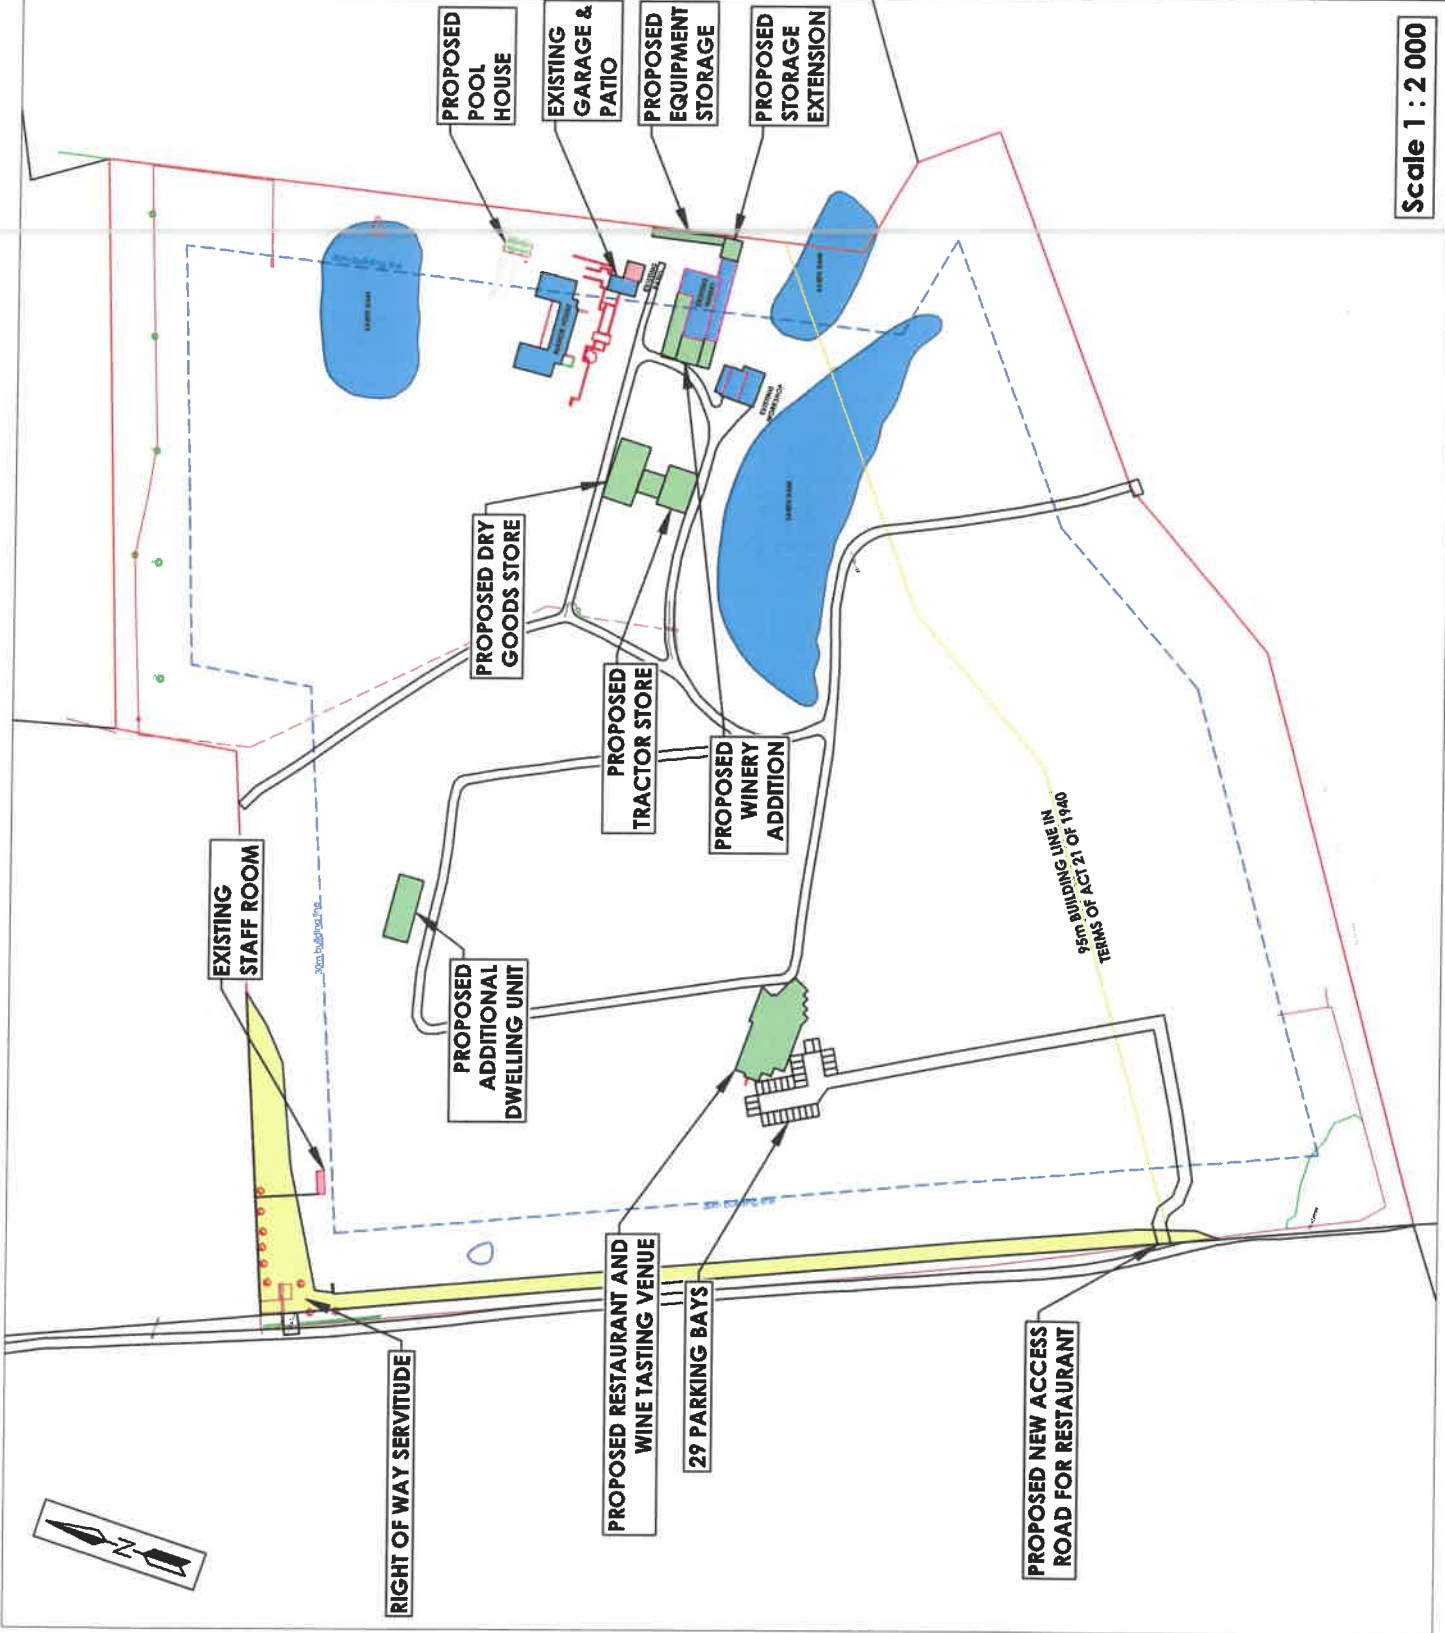 PROPOSED
POOL
HOUSE
EXISTING
GARAGE &
PATIO
PROPOSED
EQUIPMENT
STORAGE
PROPOSED
STORAGE
EXTENSION
Scale 1 : 2 000
PROPOSED DRY
GOODS STORE
PROPOSED
TRACTOR STORE
PROPOSED
WINERY
ADDITION
EXISTING
STAFF ROOM
30m building line
PROPOSED
ADDITIONAL
DWELLING UNIT
95m BUILDING LINE IN
TERMS OF ACT 21 OF 1940
RIGHT OF WAY SERVITUDE
PROPOSED RESTAURANT AND
WINE TASTING VENUE
29 PARKING BAYS
PROPOSED NEW ACCESS
ROAD FOR RESTAURANT
N